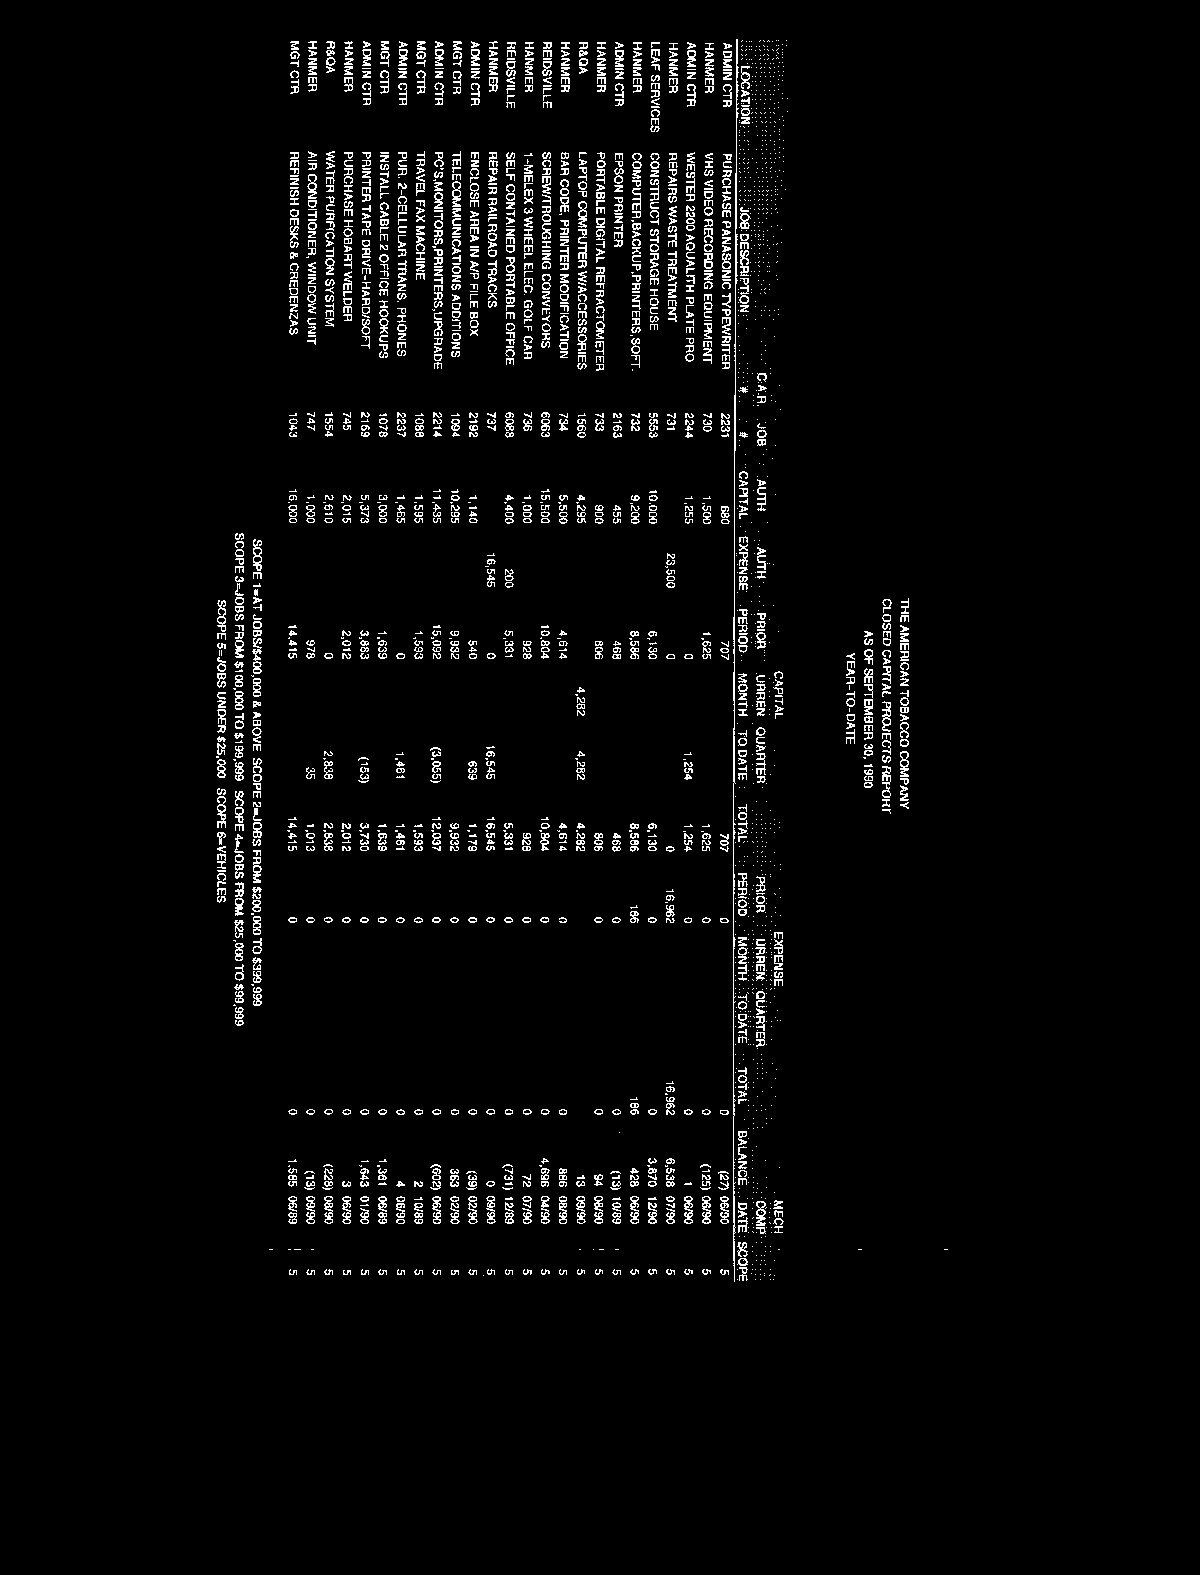 THE AMERICAN TOBACCO COMPANY
CLOSED CAPITAL PROJECTS REPORT
AS OF SEPTEMBER 30, 1990
YEAR-TO-DATE
CAPITAL EXPENSE MECH
C.A.R. JOB AUTH AUTH PRIOR URREN QUARTER PRIOR URREN QUARTER COMP
LOCATION JOB DESCRIPTION # # CAPITAL EXPENSE PERIOD MONTH TO DATE TOTAL PERIOD MONTH TO DATE TOTAL BALANCE DATE SCOPE
ADMIN CTR PURCHASE PANASONIC TYPEWRITER 2231 680 707 707 0 0 (27) 06/90 5
HANMER VHS VIDEO RECORDING EQUIPMENT 730 1,500 1,625 1,625 0 0 (125) 06/90 5
ADMIN CTR WESTER 2200 AQUALITH PLATE PRO 2244 1,255 0 1,254 1,254 0 0 1 06/90 5
HANMER REPAIRS WASTE TREATMENT 731 23,500 0 0 16,962 16,962 6,538 07/90 5
LEAF SERVICES CONSTRUCT STORAGE HOUSE 5553 10,000 6,130 6,130 0 0 3,870 12/90 5
HANMER COMPUTER,BACKUP,PRINTERS,SOFT. 732 9,200 8,586 8,586 186 186 428 06/90 5
ADMIN CTR EPSON PRINTER 2163 455 468 468 0 0 (13) 10/89 5
HANMER PORTABLE DIGITAL REFRACTOMETER 733 900 806 806 0 0 94 08/90 5
R&QA LAPTOP COMPUTER W/ACCESSORIES 1560 4,295 4,282 4,282 4,282 13 09/90 5
HANMER BAR CODE, PRINTER MODIFICATION 734 5,500 4,614 4,614 0 0 886 08/90 5
REIDSVILLE SCREW/TROUGHING CONVEYORS 6063 15,500 10,804 10,804 0 0 4,696 04/90 5
HANMER 1-MELEX 3 WHEEL ELEC. GOLF CAR 736 1,000 928 928 0 0 72 07/90 5
REIDSVILLE SELF CONTAINED PORTABLE OFFICE 6088 4,400 200 5,331 5,331 0 0 (731) 12/89 5
HANMER REPAIR RAILROAD TRACKS 737 16,545 0 16,545 16,545 0 0 0 09/90 5
ADMIN CTR ENCLOSE AREA IN A/P FILE BOX 2192 1,140 540 639 1,179 0 0 (39) 02/90 5
MGT CTR TELECOMMUNICATIONS ADDITIONS 1094 10,295 9,932 9,932 0 0 363 02/90 5
ADMIN CTR PC'S,MONITORS,PRINTERS,UPGRADE 2214 11,435 15,092 (3,055) 12,037 0 0 (602) 06/90 5
MGT CTR TRAVEL FAX MACHINE 1088 1,595 1,593 1,593 0 0 2 10/89 5
ADMIN CTR PUR. 2-CELLULAR TRANS. PHONES 2237 1,465 0 1,461 1,461 0 0 4 06/90 5
MGT CTR INSTALL CABLE 2 OFFICE HOOKUPS 1078 3,000 1,639 1,639 0 0 1,361 06/89 5
ADMIN CTR PRINTER TAPE DRIVE-HARD/SOFT 2169 5,373 3,883 (153) 3,730 0 0 1,643 01/90 5
HANMER PURCHASE HOBART WELDER 745 2,015 2,012 2,012 0 0 3 06/90 5
R&QA WATER PURIFICATION SYSTEM 1554 2,610 0 2,838 2,838 0 0 (228) 08/90 5
HANMER AIR CONDITIONER, WINDOW UNIT 747 1,000 978 35 1,013 0 0 (13) 09/90 5
MGT CTR REFINISH DESKS & CREDENZAS 1043 16,000 14,415 14,415 0 0 1,585 06/89 5
SCOPE 1=AT JOBS/$400,000 & ABOVE SCOPE 2=JOBS FROM $200,000 TO $399,999
SCOPE 3=JOBS FROM $100,000 TO $199,999 SCOPE 4=JOBS FROM $25,000 TO $99,999
SCOPE 5=JOBS UNDER $25,000 SCOPE 6=VEHICLES